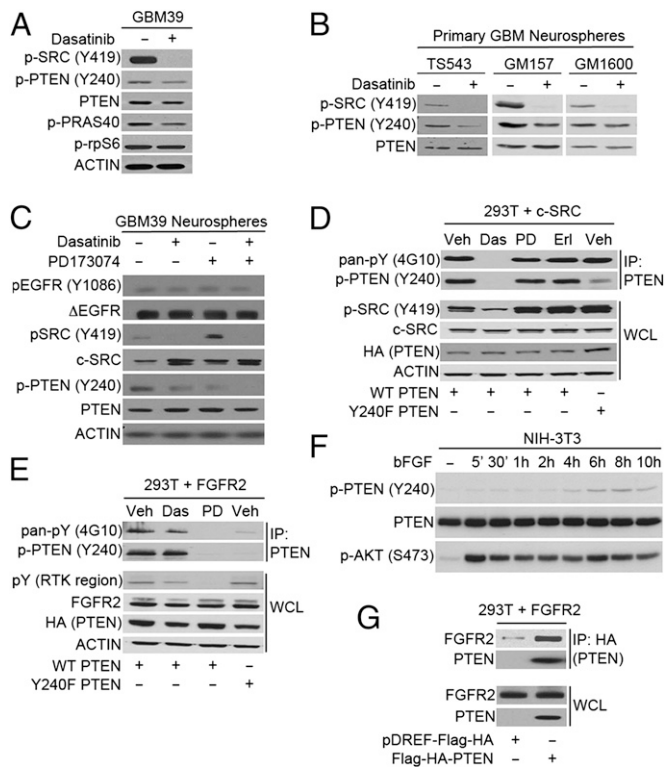 A
GBM39
Dasatinib – +
p-SRC (Y419)
p-PTEN (Y240)
PTEN
p-PRAS40
p-rpS6
ACTIN
B
Primary GBM Neurospheres
TS543 GM157 GM1600
Dasatinib – + – + – +
p-SRC (Y419)
p-PTEN (Y240)
PTEN
C
GBM39 Neurospheres
Dasatinib – + – +
PD173074 – – + +
pEGFR (Y1086)
ΔEGFR
pSRC (Y419)
c-SRC
p-PTEN (Y240)
PTEN
ACTIN
D
293T + c-SRC
Veh Das PD Erl Veh
pan-pY (4G10)
p-PTEN (Y240)
IP:
PTEN
p-SRC (Y419)
c-SRC
HA (PTEN)
ACTIN
WCL
WT PTEN + + + + –
Y240F PTEN – – – – +
E
293T + FGFR2
Veh Das PD Veh
pan-pY (4G10)
p-PTEN (Y240)
IP:
PTEN
pY (RTK region)
FGFR2
HA (PTEN)
ACTIN
WCL
WT PTEN + + + –
Y240F PTEN – – – +
F
NIH-3T3
bFGF – 5' 30' 1h 2h 4h 6h 8h 10h
p-PTEN (Y240)
PTEN
p-AKT (S473)
G
293T + FGFR2
FGFR2
PTEN
IP: HA
(PTEN)
FGFR2
PTEN
WCL
pDREF-Flag-HA + –
Flag-HA-PTEN – +